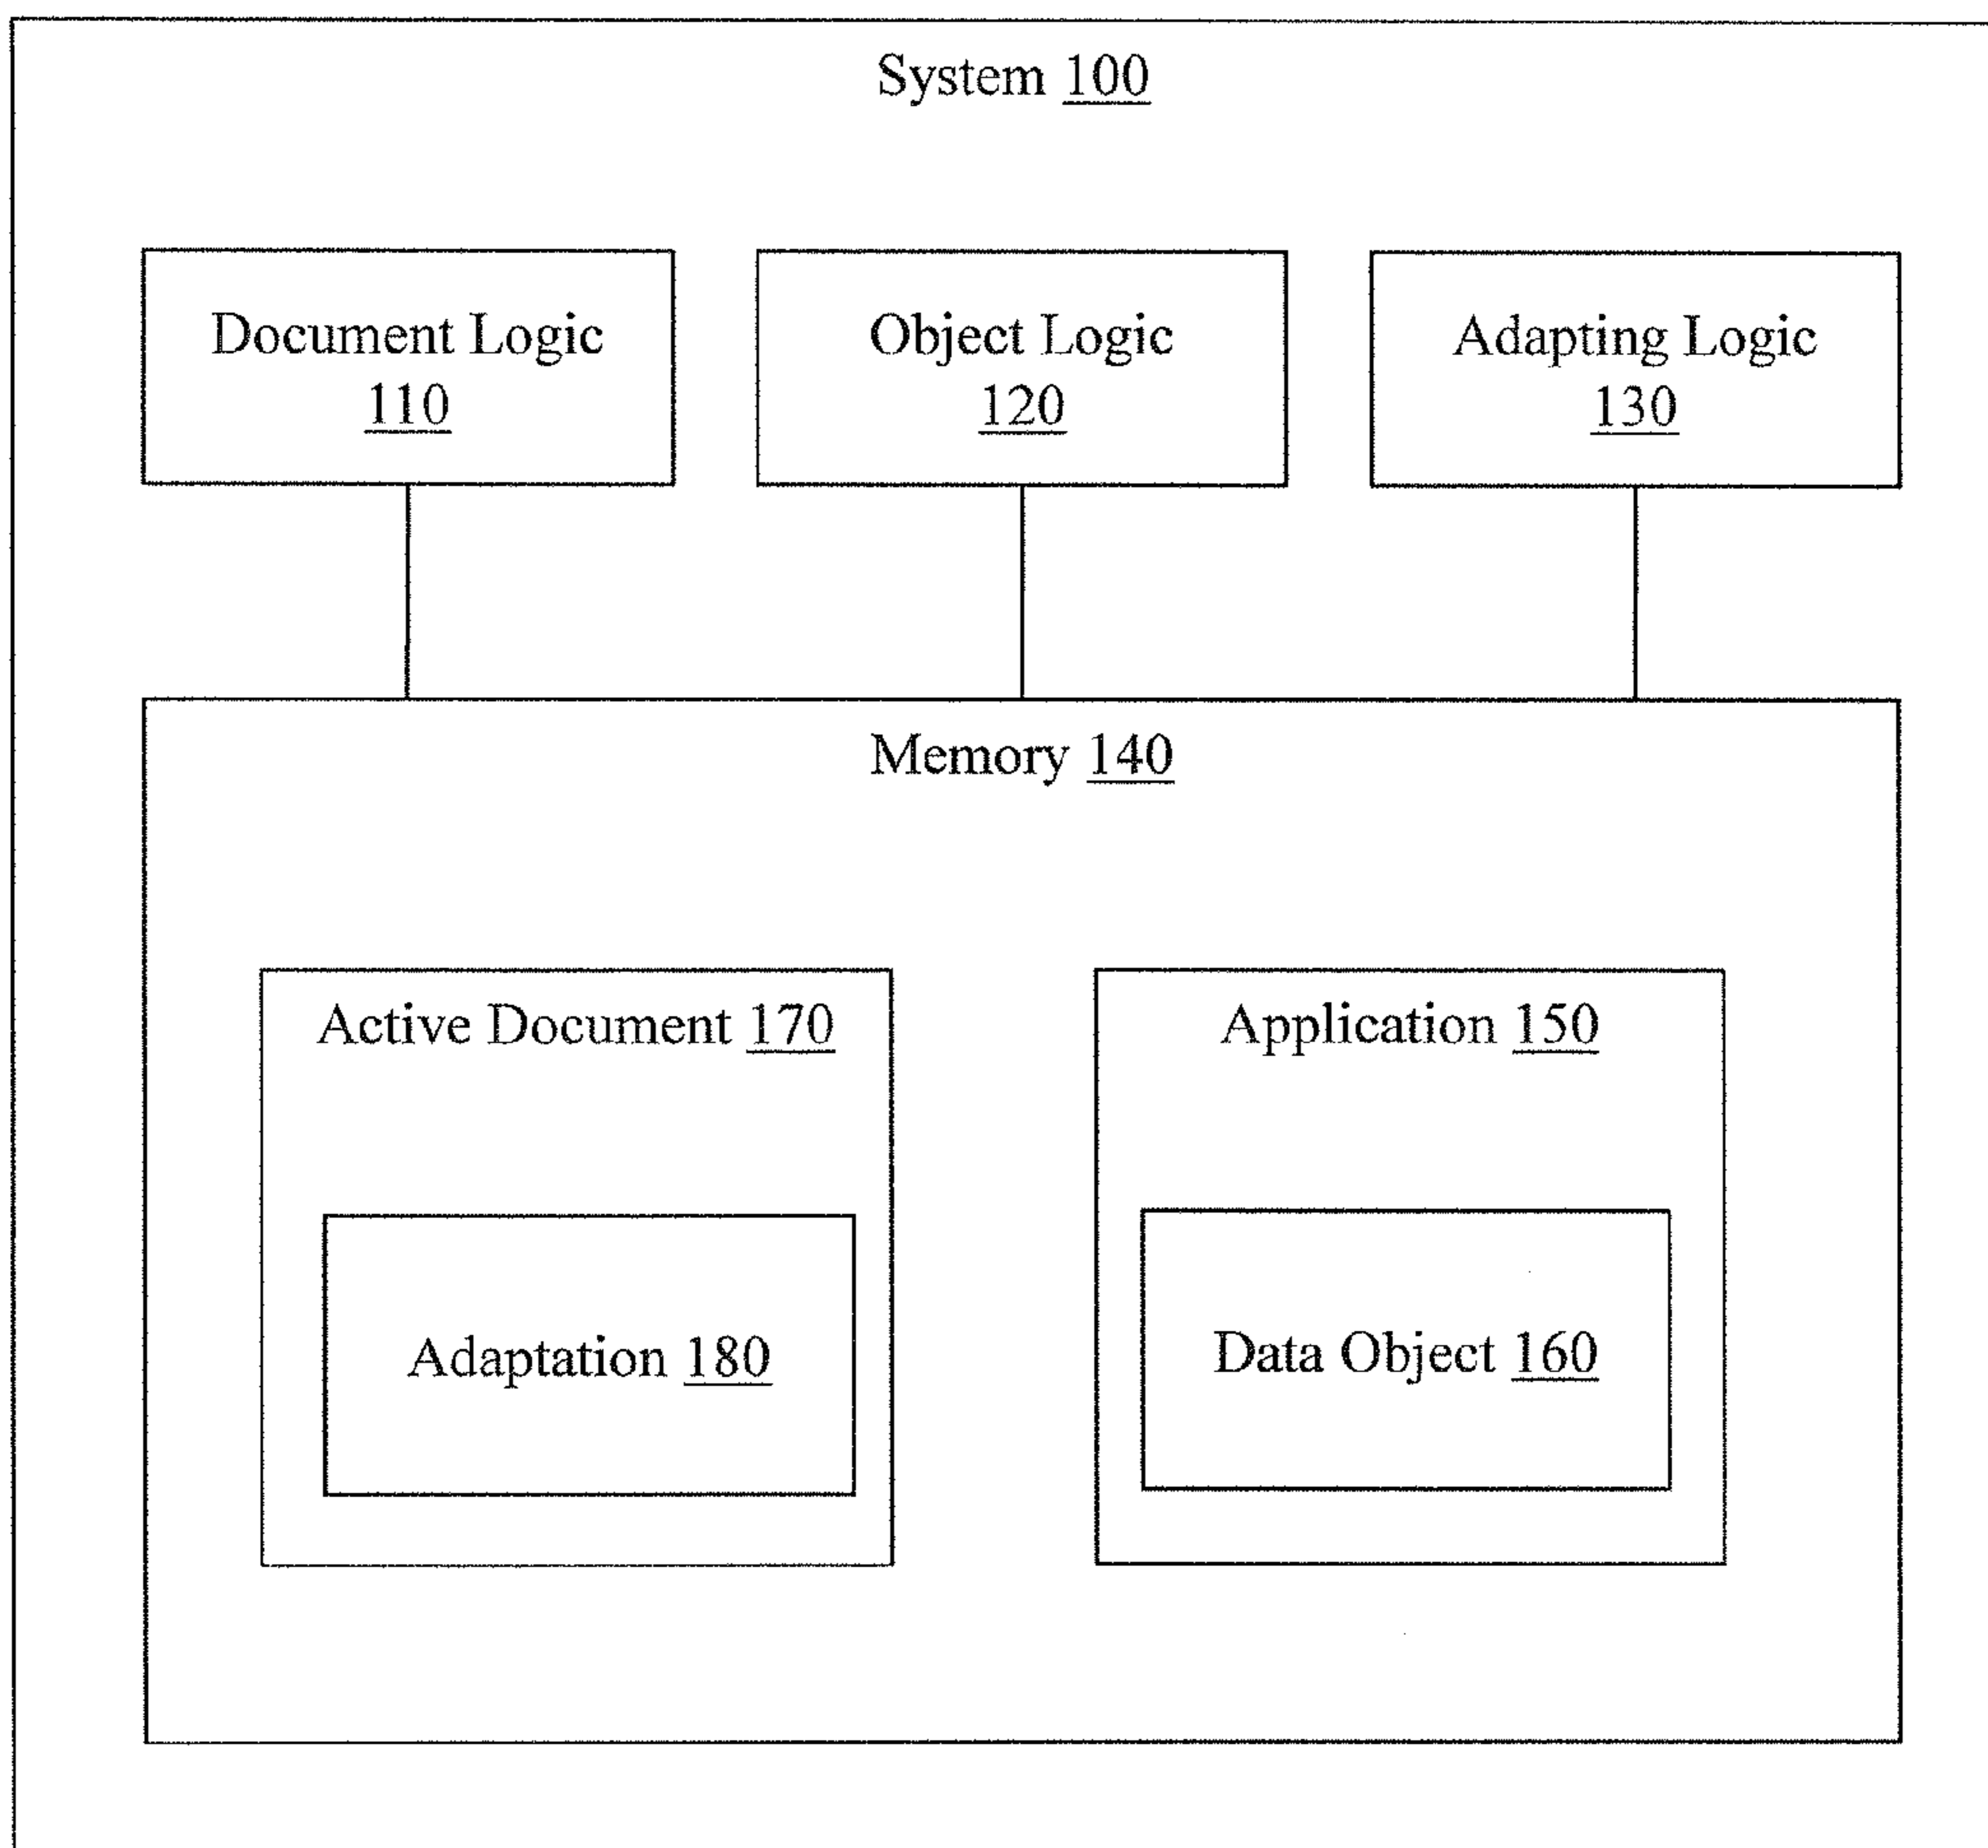 System 100
Document Logic
110
Object Logic
120
Adapting Logic
130
Memory 140
Active Document 170
Application 150
Adaptation 180
Data Object 160